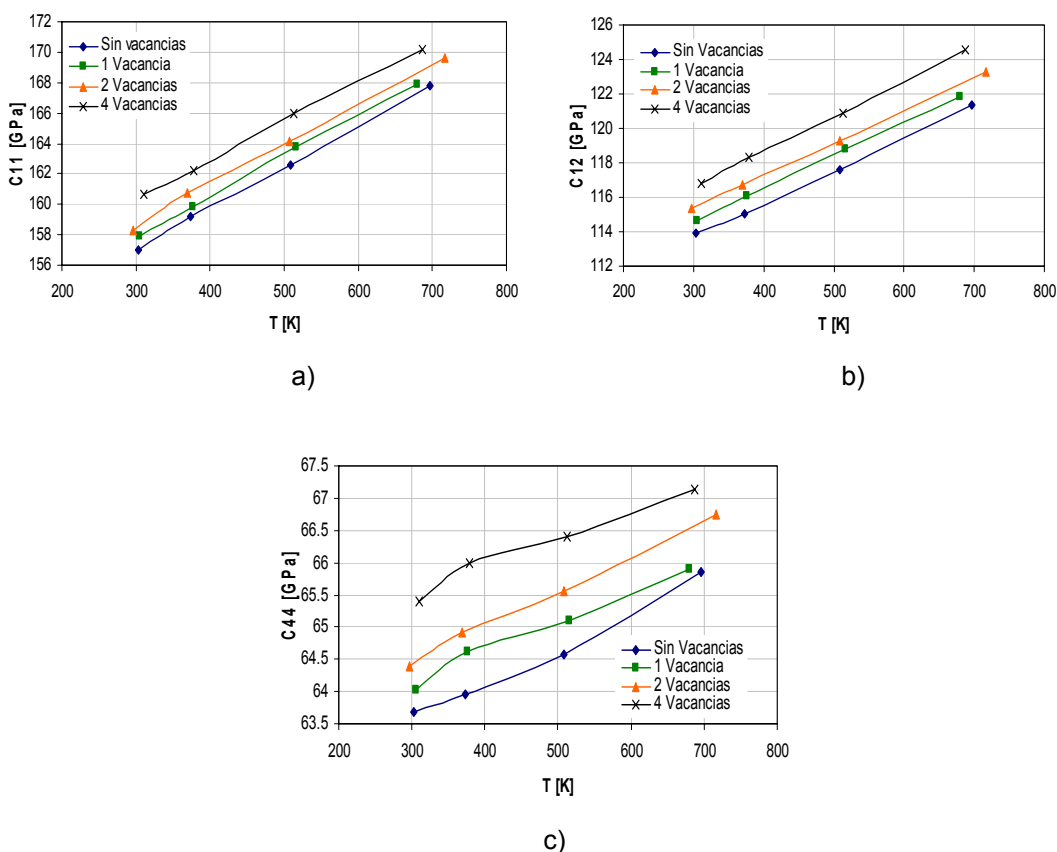 172
170
168
166
164
162
160
158
156
C11 [GPa]
Sin vacancias
1 Vacancia
2 Vacancias
4 Vacancias
200 300 400 500 600 700 800
T [K]
a)
126
124
122
120
118
116
114
112
C12 [GPa]
Sin Vacancias
1 Vacancia
2 Vacancias
4 Vacancias
200 300 400 500 600 700 800
T [K]
b)
67.5
67
66.5
66
65.5
65
64.5
64
63.5
C44 [GPa]
Sin Vacancias
1 Vacancia
2 Vacancias
4 Vacancias
200 300 400 500 600 700 800
T [K]
c)